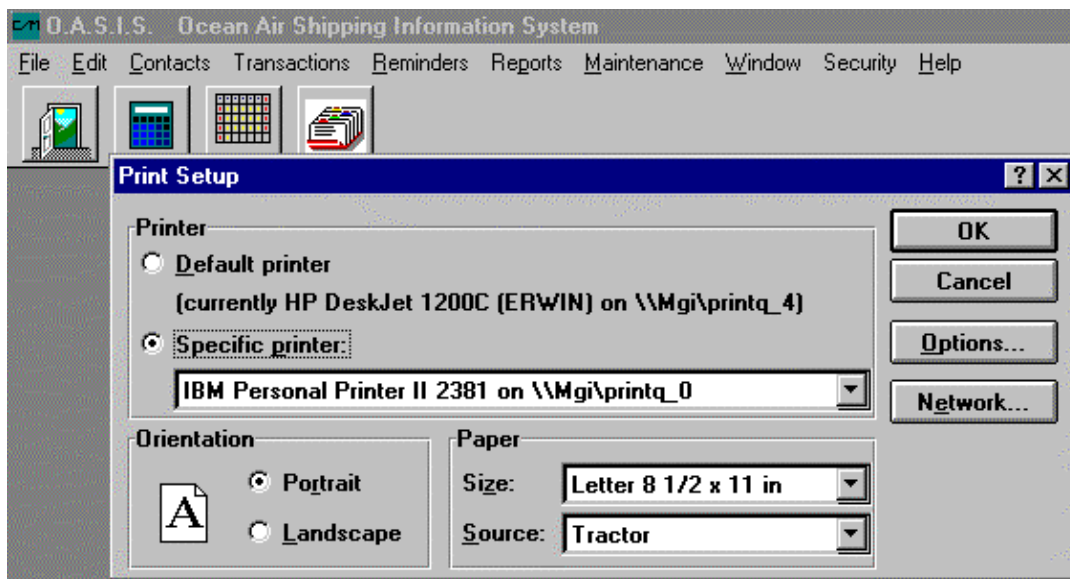 C/M O.A.S.I.S. Ocean Air Shipping Information System
File Edit Contacts Transactions Reminders Reports Maintenance Window Security Help
Print Setup
Printer
Default printer
(currently HP DeskJet 1200C (ERWIN) on \\Mgi\printq_4)
Specific printer:
IBM Personal Printer II 2381 on \\Mgi\printq_0
OK
Cancel
Options...
Network...
Orientation
A
Portrait
Landscape
Paper
Size: Letter 8 1/2 x 11 in
Source: Tractor